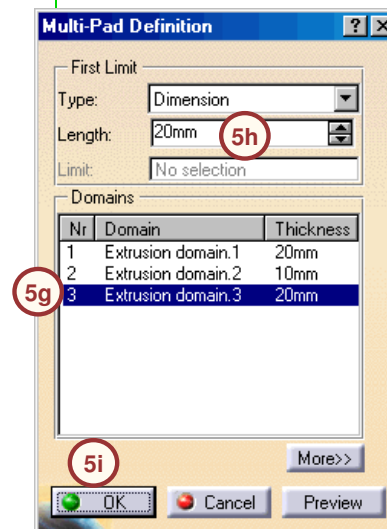 Multi-Pad Definition ? X
First Limit
Type: Dimension
Length: 20mm 5h
Limit: No selection
Domains
Nr Domain Thickness
1 Extrusion domain.1 20mm
2 Extrusion domain.2 10mm
5g 3 Extrusion domain.3 20mm
More>>
5i
OK Cancel Preview